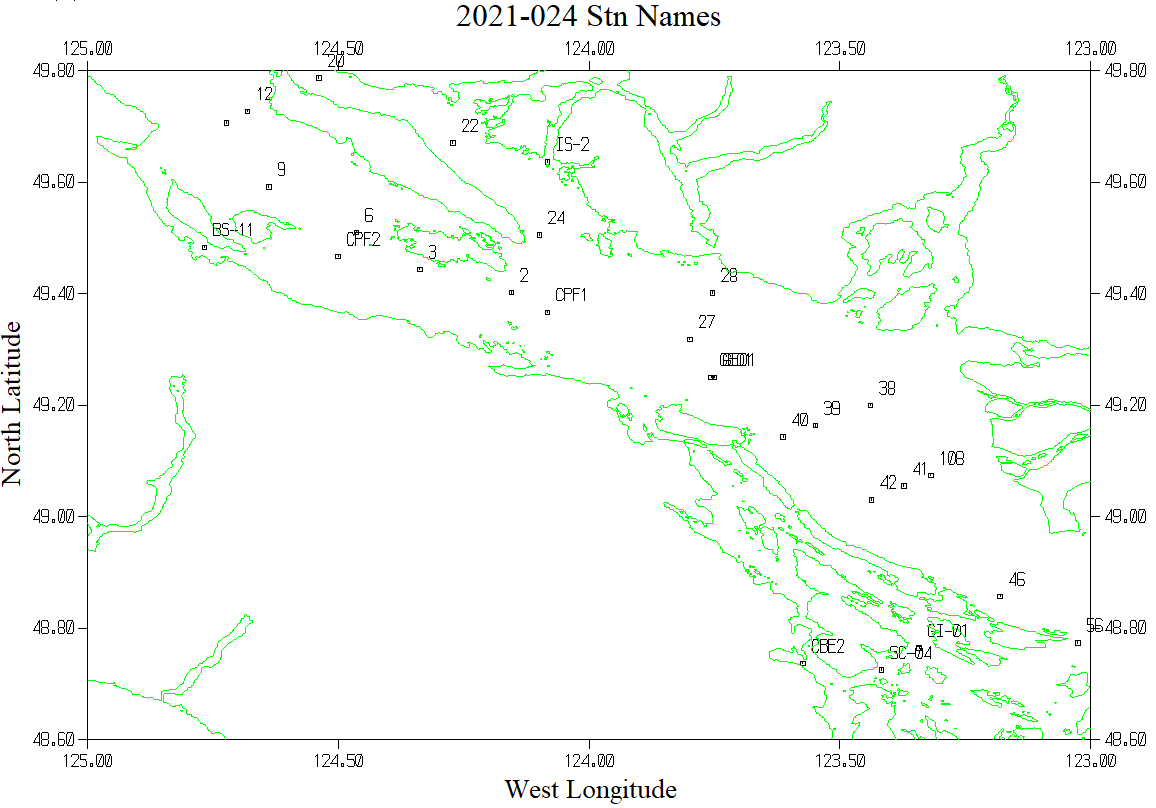 2021-024 Stn Names
125.00 124.50 124.00 123.50 123.00
49.80 49.80
20
12
22
IS-2
49.60 49.60
9
6
24
BS-11
CPF2
3
2
28
49.40 CPF1 49.40
27
GEO1
38
49.20 39 49.20
40
41
42
49.00 49.00
46
56
48.80 48.80
GI-01
CBE2
SC-04
48.60 48.60
125.00 124.50 124.00 123.50 123.00
West Longitude
North Latitude